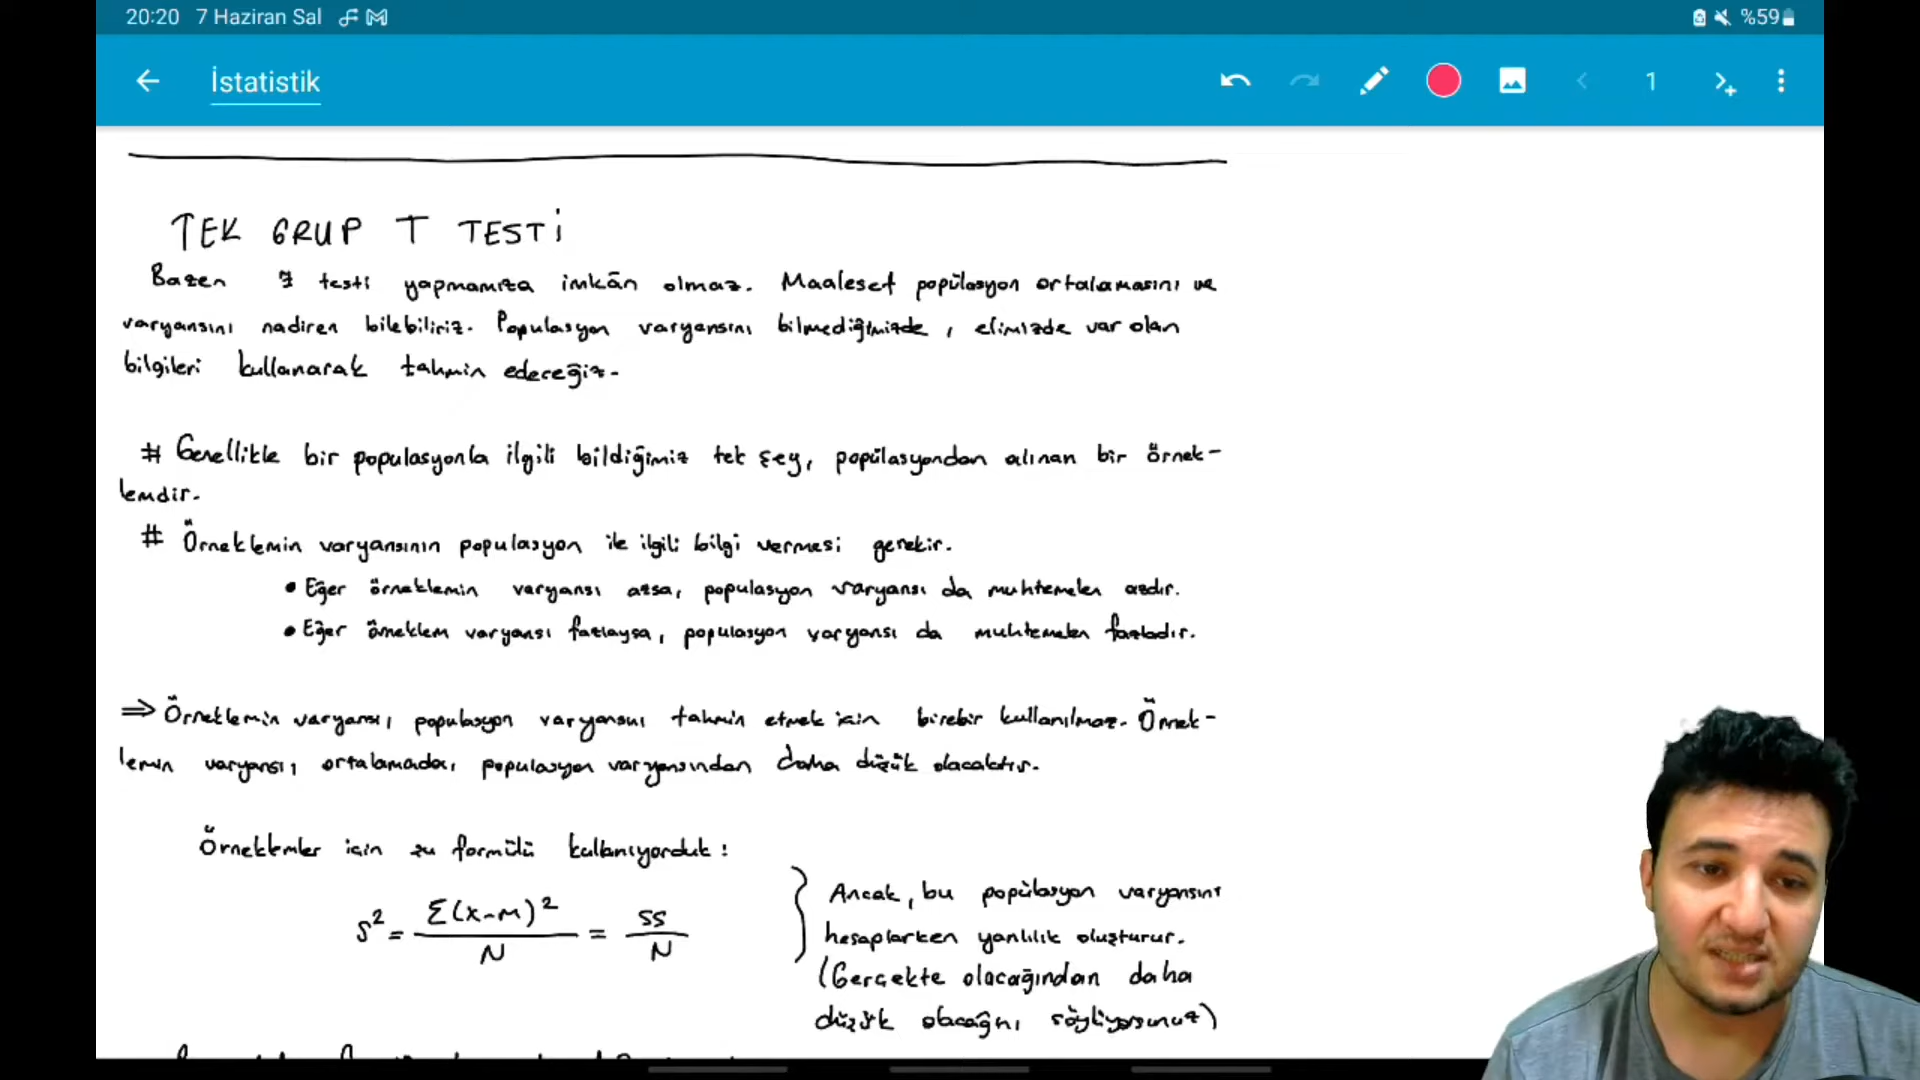 20:20 7 Haziran Sal %59
İstatistik 1
TEK GRUP T TESTİ
Bazen Z testi yapmamıza imkân olmaz. Maalesef popülasyon ortalamasını ve
varyansını nadiren bilebiliriz. Populasyon varyansını bilmediğimizde, elimizde var olan
bilgileri kullanarak tahmin edeceğiz.
# Genellikle bir populasyonla ilgili bildiğimiz tek şey, popülasyondan alınan bir örnek-
lemdir.
# Örneklemin varyansının populasyon ile ilgili bilgi vermesi gerekir.
• Eğer örneklemin varyansı azsa, populasyon varyansı da muhtemelen azdır.
• Eğer örneklem varyansı fazlaysa, populasyon varyansı da muhtemelen fazladır.
⇒ Örneklemin varyansı, populasyon varyansını tahmin etmek için birebir kullanılmaz. Örnek-
lemin varyansı, ortalamada, populasyon varyansından daha düşük olacaktır.
Örneklemler için şu formülü kullanıyorduk:
S² = Σ(x-M)² / N = SS / N
} Ancak, bu popülasyon varyansını
hesaplarken yanlılık oluşturur.
(Gerçekte olacağından daha
düşük olacağını söylüyorsunuz)